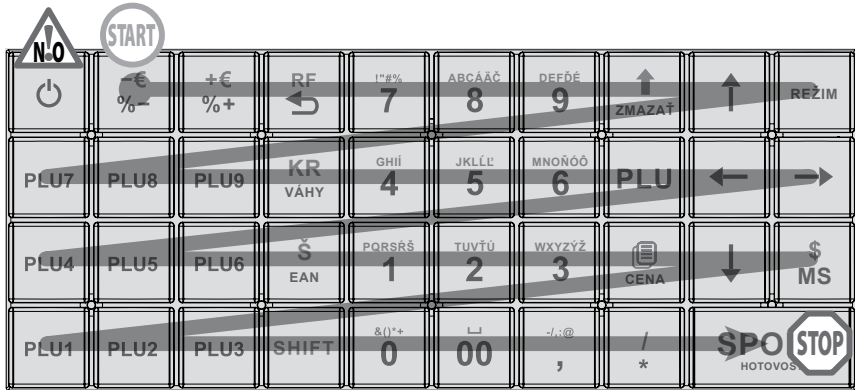 START
N!O
−€ +€ RF !"#% ABCÁÄČ DEFĎÉ
%− %+ 7 8 9 ZMAZAŤ REŽIM
KR GHIÍ JKLĹĽ MNOŇÓÔ
PLU7 PLU8 PLU9 VÁHY 4 5 6 PLU
Š PQRSŔŠ TUVŤÚ WXYZÝŽ $
PLU4 PLU5 PLU6 EAN 1 2 3 CENA MS
&()*+ -/,:@ /
PLU1 PLU2 PLU3 SHIFT 0 00 , * SPO STOP
HOTOVOS